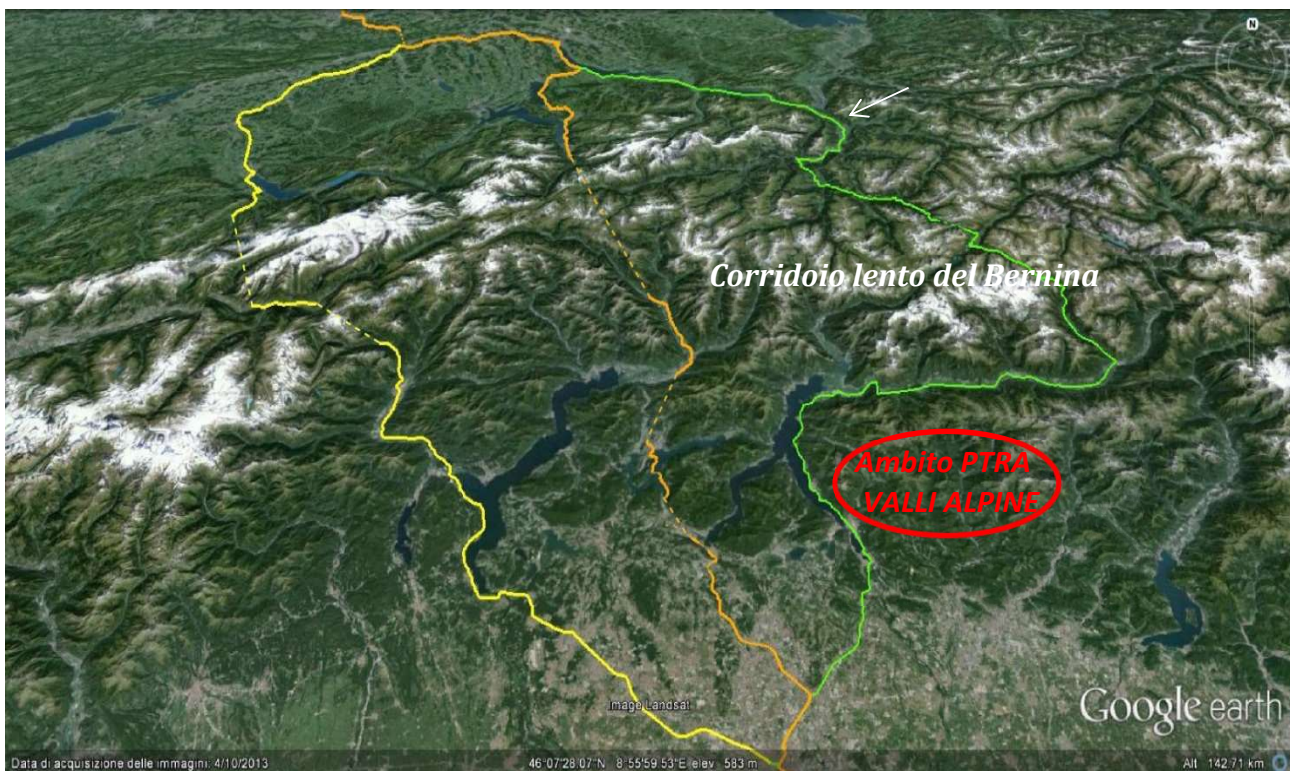 N
Corridoio lento del Bernina
Ambito PTRA
VALLI ALPINE
Image Landsat
Google earth
Data di acquisizione delle immagini: 4/10/2013 46°07'28.07"N 8°55'59.53"E elev 583 m Alt 142.71 km